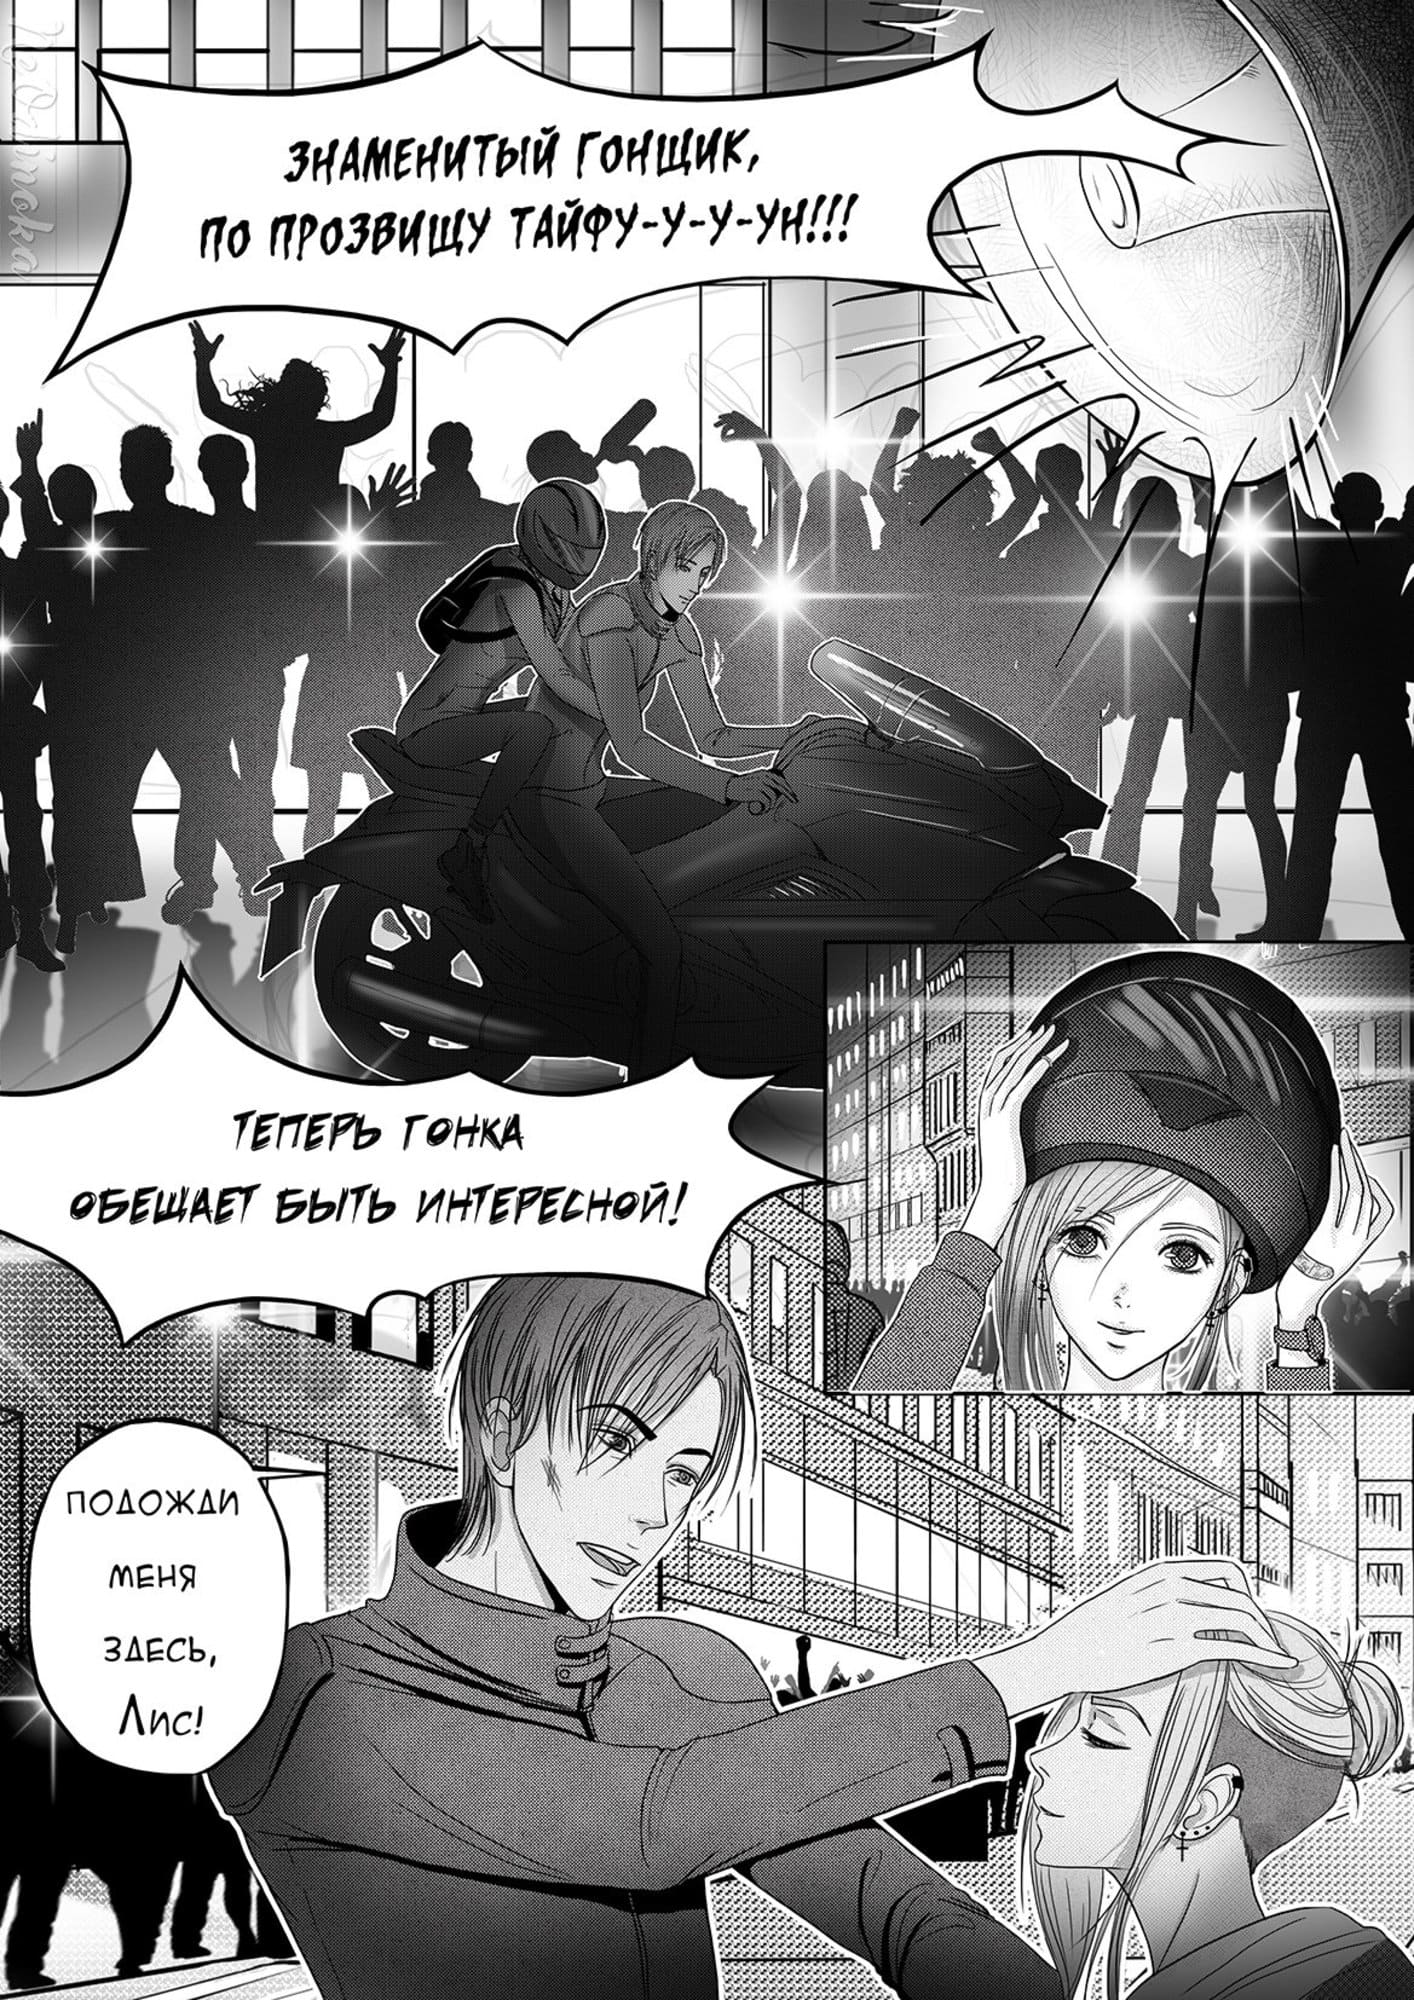 ЗНАМЕНИТЫЙ ГОНЩИК,
ПО ПРОЗВИЩУ ТАЙФУ-У-У-УН!!!
ТЕПЕРЬ ГОНКА
ОБЕЩАЕТ БЫТЬ ИНТЕРЕСНОЙ!
ПОДОЖДИ
МЕНЯ
ЗДЕСЬ,
ЛИС!